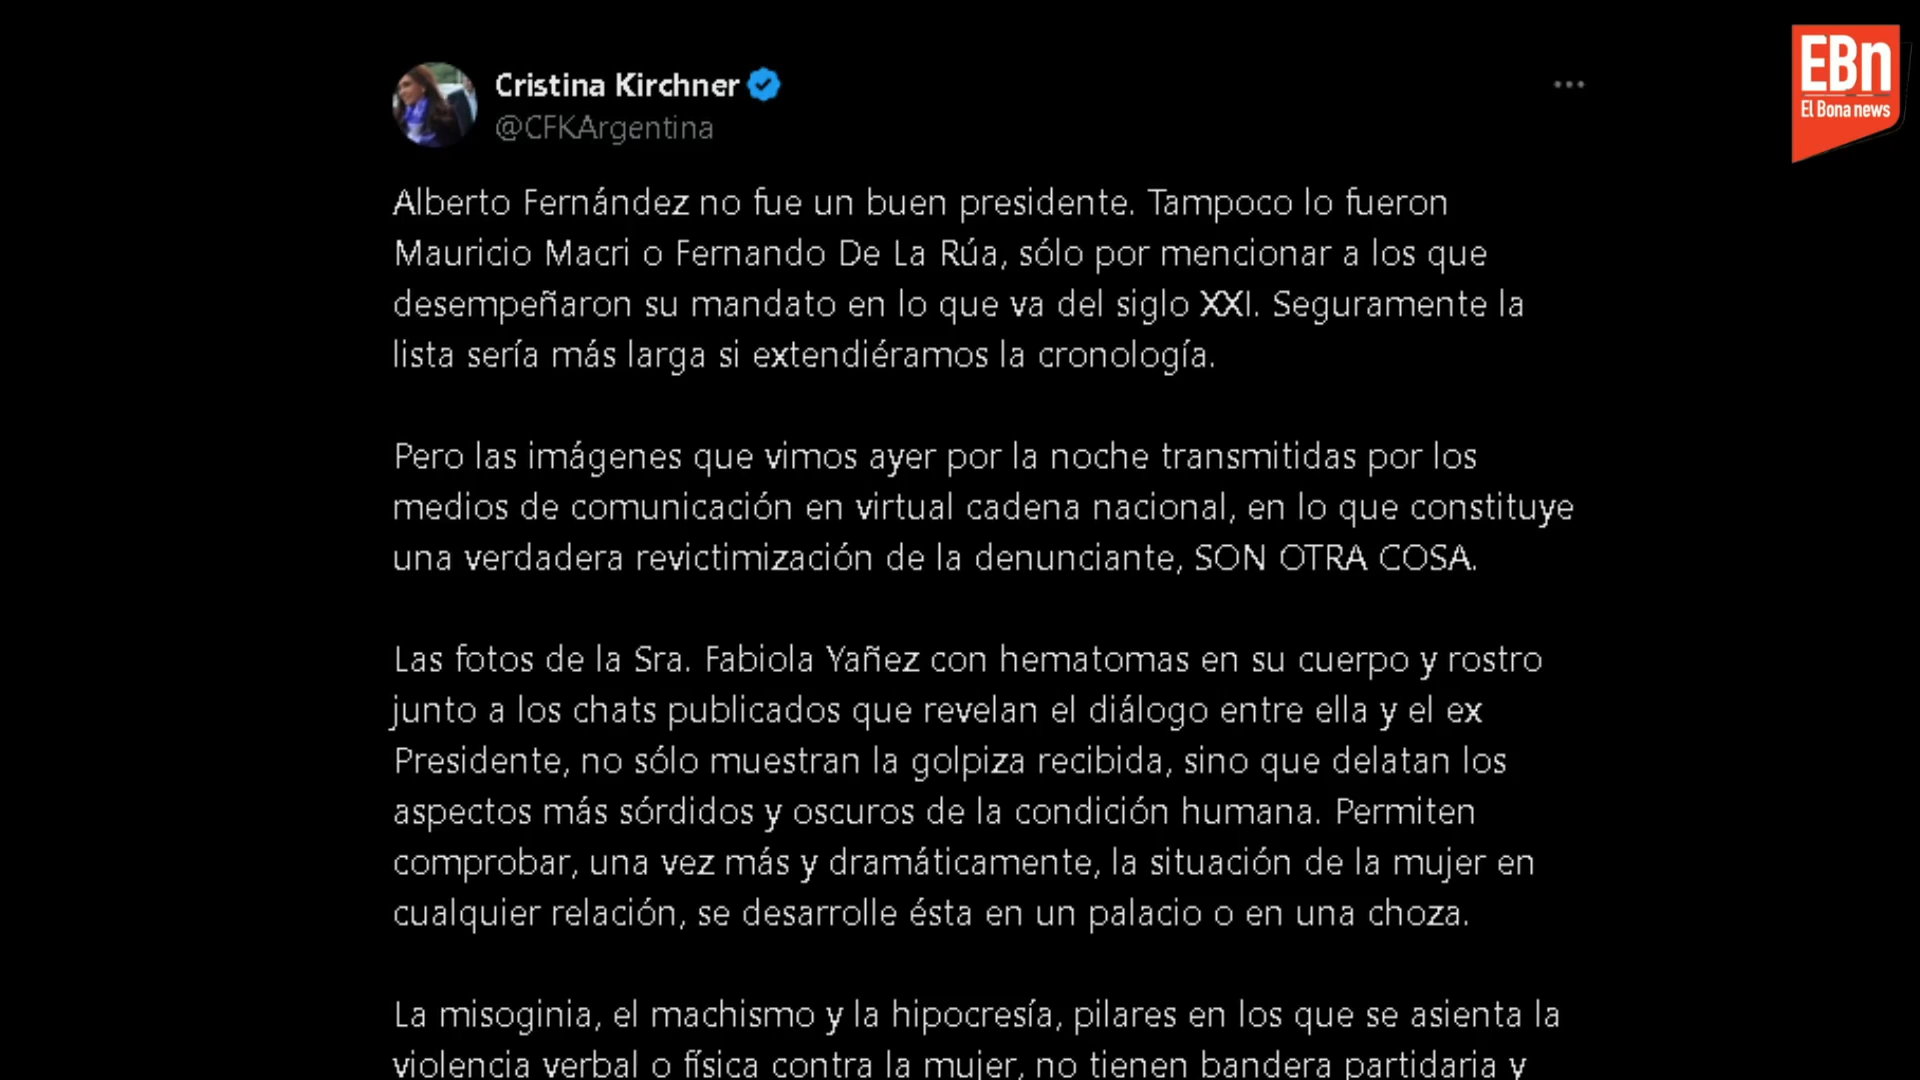 Cristina Kirchner
@CFKArgentina
EBn
El Bona news
Alberto Fernández no fue un buen presidente. Tampoco lo fueron
Mauricio Macri o Fernando De La Rúa, sólo por mencionar a los que
desempeñaron su mandato en lo que va del siglo XXI. Seguramente la
lista sería más larga si extendiéramos la cronología.
Pero las imágenes que vimos ayer por la noche transmitidas por los
medios de comunicación en virtual cadena nacional, en lo que constituye
una verdadera revictimización de la denunciante, SON OTRA COSA.
Las fotos de la Sra. Fabiola Yañez con hematomas en su cuerpo y rostro
junto a los chats publicados que revelan el diálogo entre ella y el ex
Presidente, no sólo muestran la golpiza recibida, sino que delatan los
aspectos más sórdidos y oscuros de la condición humana. Permiten
comprobar, una vez más y dramáticamente, la situación de la mujer en
cualquier relación, se desarrolle ésta en un palacio o en una choza.
La misoginia, el machismo y la hipocresía, pilares en los que se asienta la
violencia verbal o física contra la mujer, no tienen bandera partidaria y